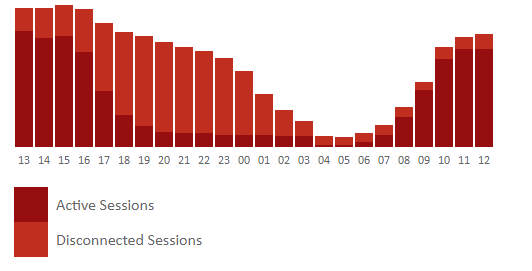 13 14 15 16 17 18 19 20 21 22 23 00 01 02 03 04 05 06 07 08 09 10 11 12
Active Sessions
Disconnected Sessions